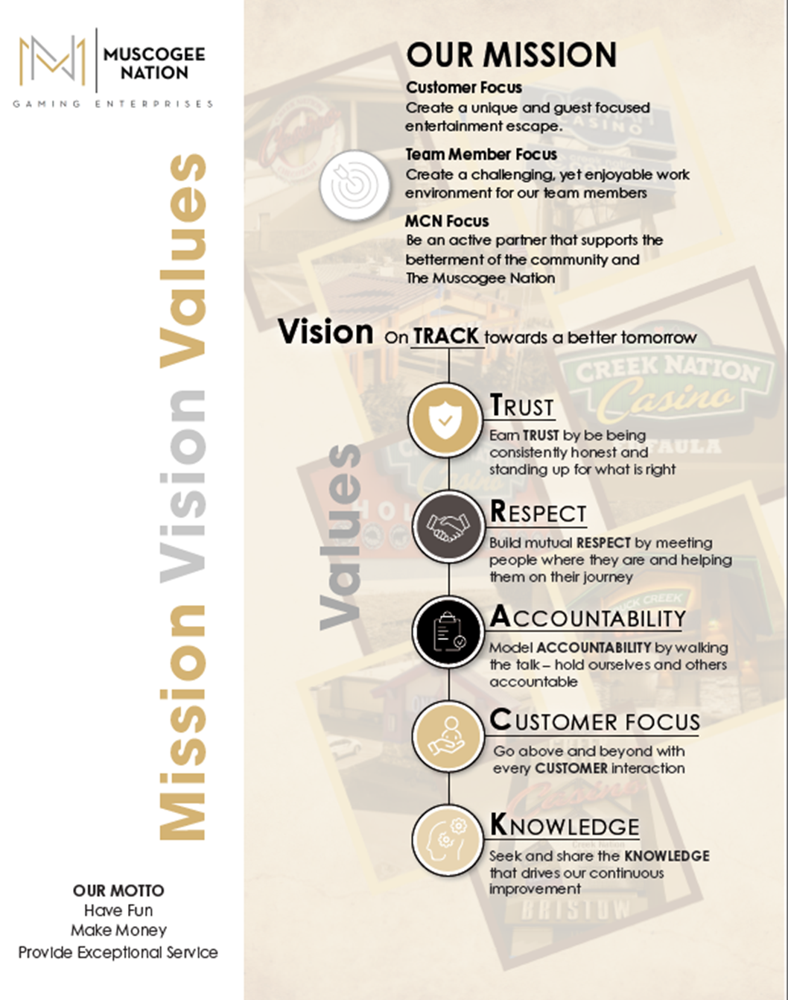 MUSCOGEE
NATION
GAMING ENTERPRISES
Mission Vision Values
OUR MOTTO
Have Fun
Make Money
Provide Exceptional Service
OUR MISSION
Customer Focus
Create a unique and guest focused
entertainment escape.
Team Member Focus
Create a challenging, yet enjoyable work
environment for our team members
MCN Focus
Be an active partner that supports the
betterment of the community and
The Muscogee Nation
Vision On TRACK towards a better tomorrow
Values
TRUST
Earn TRUST by be being
consistently honest and
standing up for what is right
RESPECT
Build mutual RESPECT by meeting
people where they are and helping
them on their journey
ACCOUNTABILITY
Model ACCOUNTABILITY by walking
the talk – hold ourselves and others
accountable
CUSTOMER FOCUS
Go above and beyond with
every CUSTOMER interaction
KNOWLEDGE
Seek and share the KNOWLEDGE
that drives our continuous
improvement
CASINO
CREEK NATION
Casino
Casino
CREEK
Casino
Creek Nation
BRISTOW